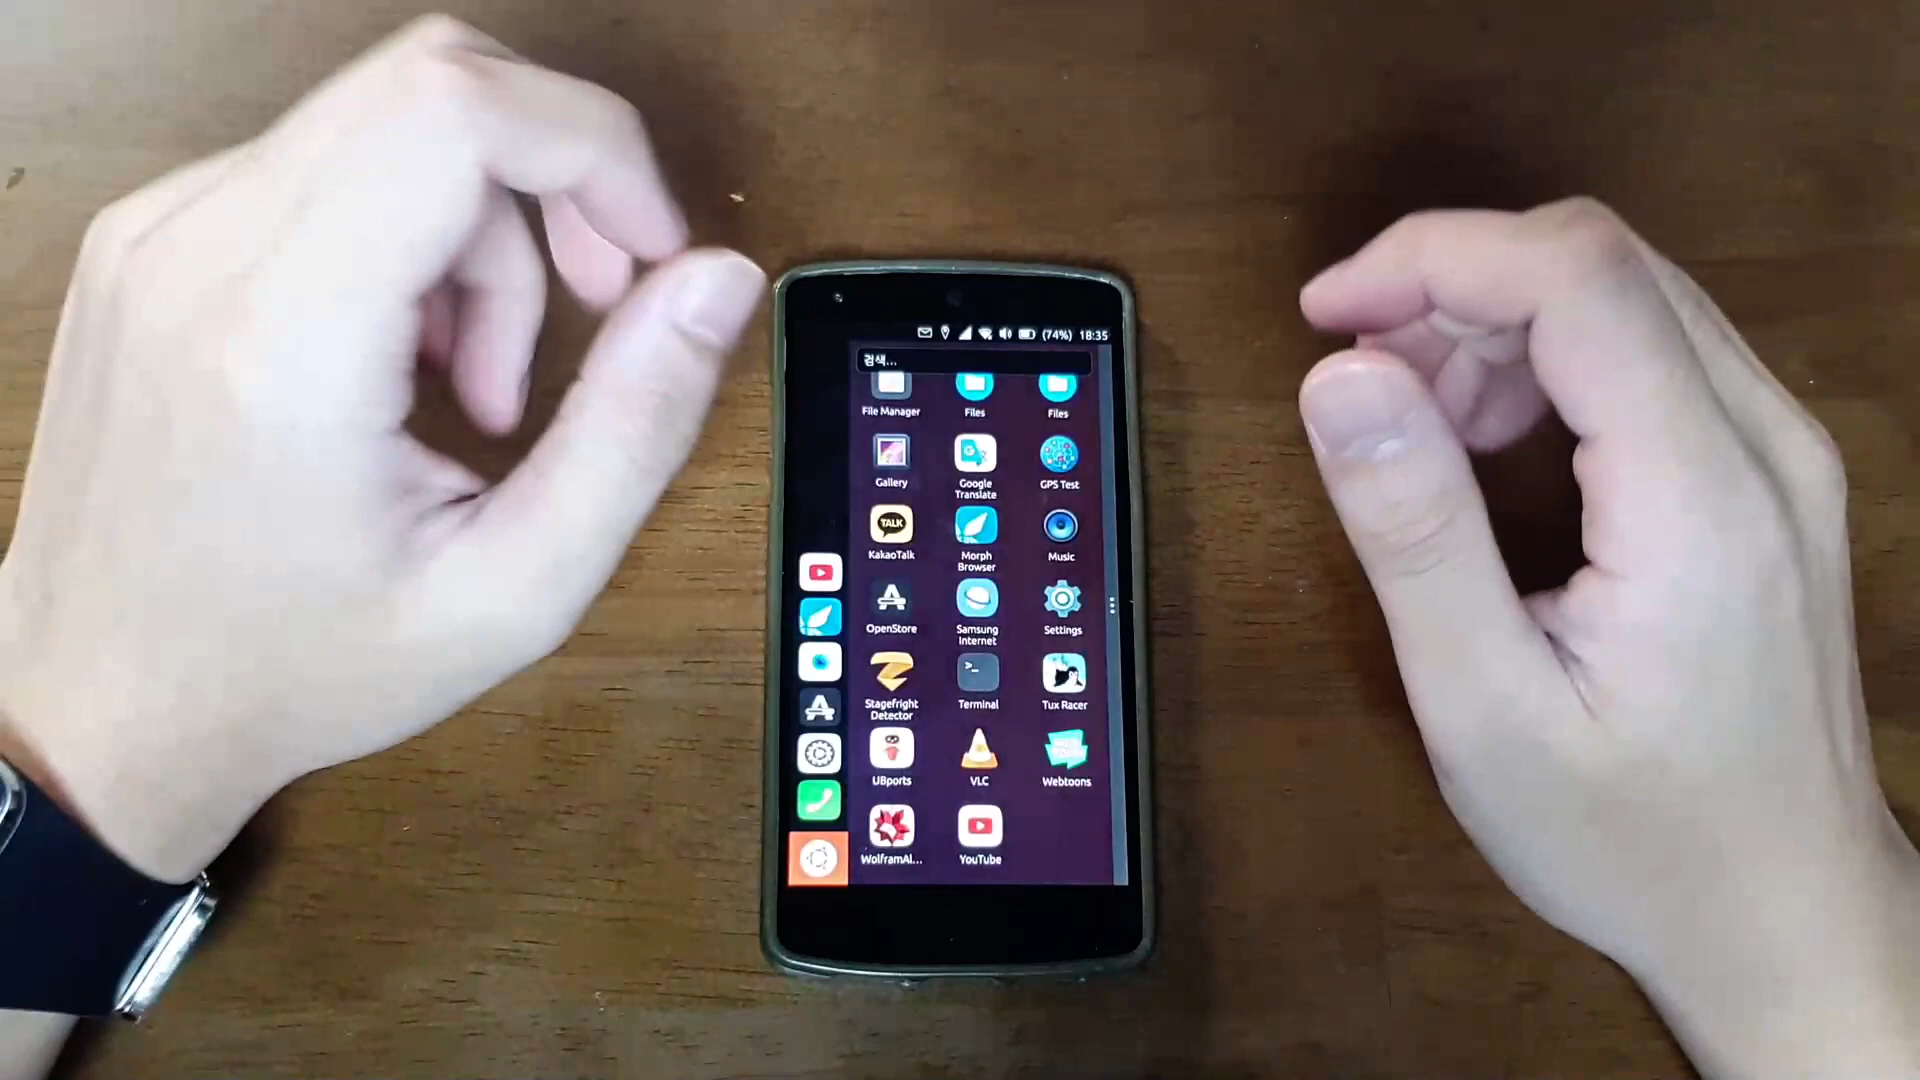 (74%) 18:35
검색...
File Manager Files Files
Gallery Google Translate GPS Test
TALK
KakaoTalk Morph Browser Music
OpenStore Samsung Internet Settings
>_
Stagefright Detector Terminal Tux Racer
UBports VLC Webtoons
WolframAl... YouTube